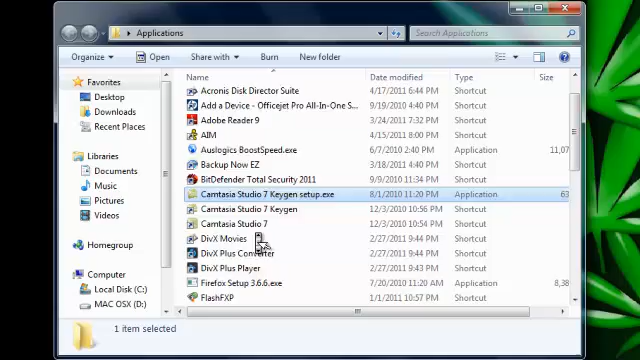 Applications
Search Applications
Organize
Open
Share with
Burn
New folder
Favorites
Desktop
Downloads
Recent Places
Libraries
Documents
Music
Pictures
Videos
Homegroup
Computer
Local Disk (C:)
MAC OSX (D:)
Name Date modified Type Size
Acronis Disk Director Suite 4/17/2011 6:44 PM Shortcut
Add a Device - Officejet Pro All-In-One S... 9/19/2010 4:40 PM Shortcut
Adobe Reader 9 3/24/2011 7:32 PM Shortcut
AIM 4/15/2011 8:00 PM Shortcut
Auslogics BoostSpeed.exe 6/7/2010 2:40 PM Application 11,07
Backup Now EZ 3/18/2011 4:40 PM Shortcut
BitDefender Total Security 2011 9/9/2010 11:34 PM Shortcut
Camtasia Studio 7 Keygen setup.exe 8/1/2010 11:20 PM Application 63
Camtasia Studio 7 Keygen 12/3/2010 10:56 PM Shortcut
Camtasia Studio 7 12/3/2010 10:54 PM Shortcut
DivX Movies 2/27/2011 9:44 PM Shortcut
DivX Plus Converter 2/27/2011 9:44 PM Shortcut
DivX Plus Player 2/27/2011 9:43 PM Shortcut
Firefox Setup 3.6.6.exe 7/20/2010 11:20 AM Application 8,38
FlashFXP 1/1/2011 10:57 PM Shortcut
1 item selected